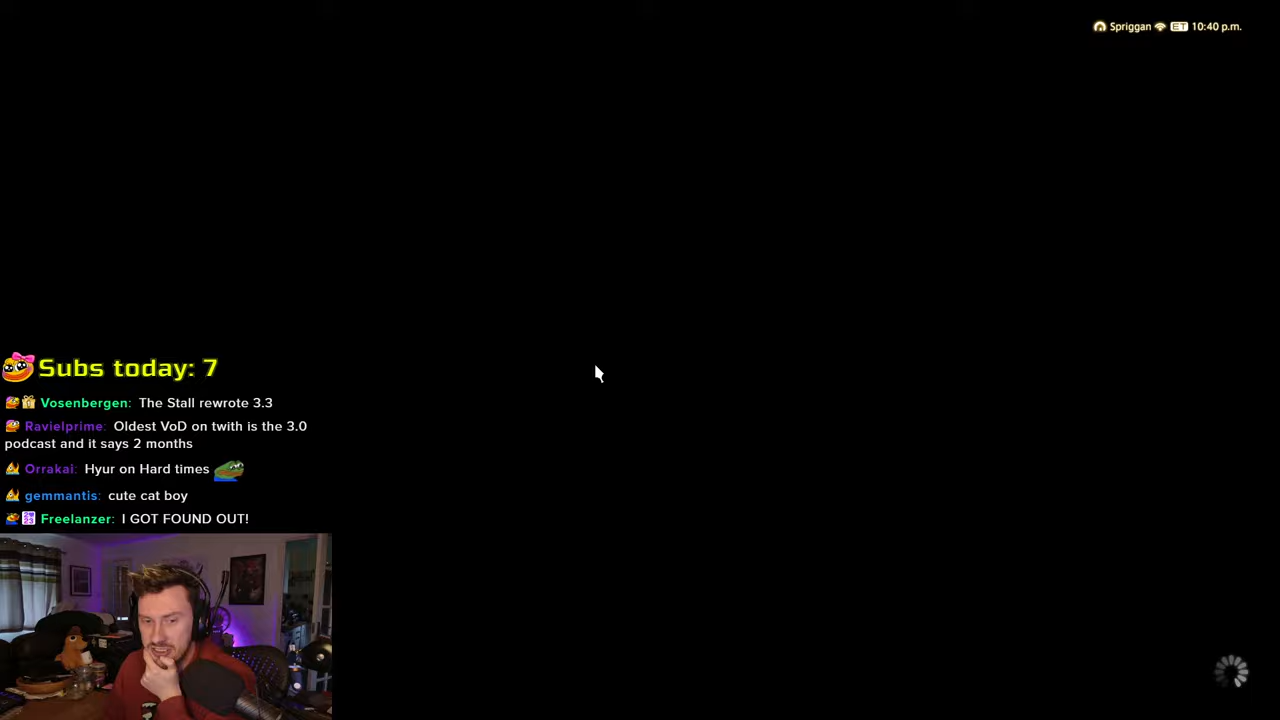 Spriggan ET 10:40 p.m.
Subs today: 7
Vosenbergen: The Stall rewrote 3.3
Ravielprime: Oldest VoD on twith is the 3.0
podcast and it says 2 months
Orrakai: Hyur on Hard times
gemmantis: cute cat boy
Freelanzer: I GOT FOUND OUT!